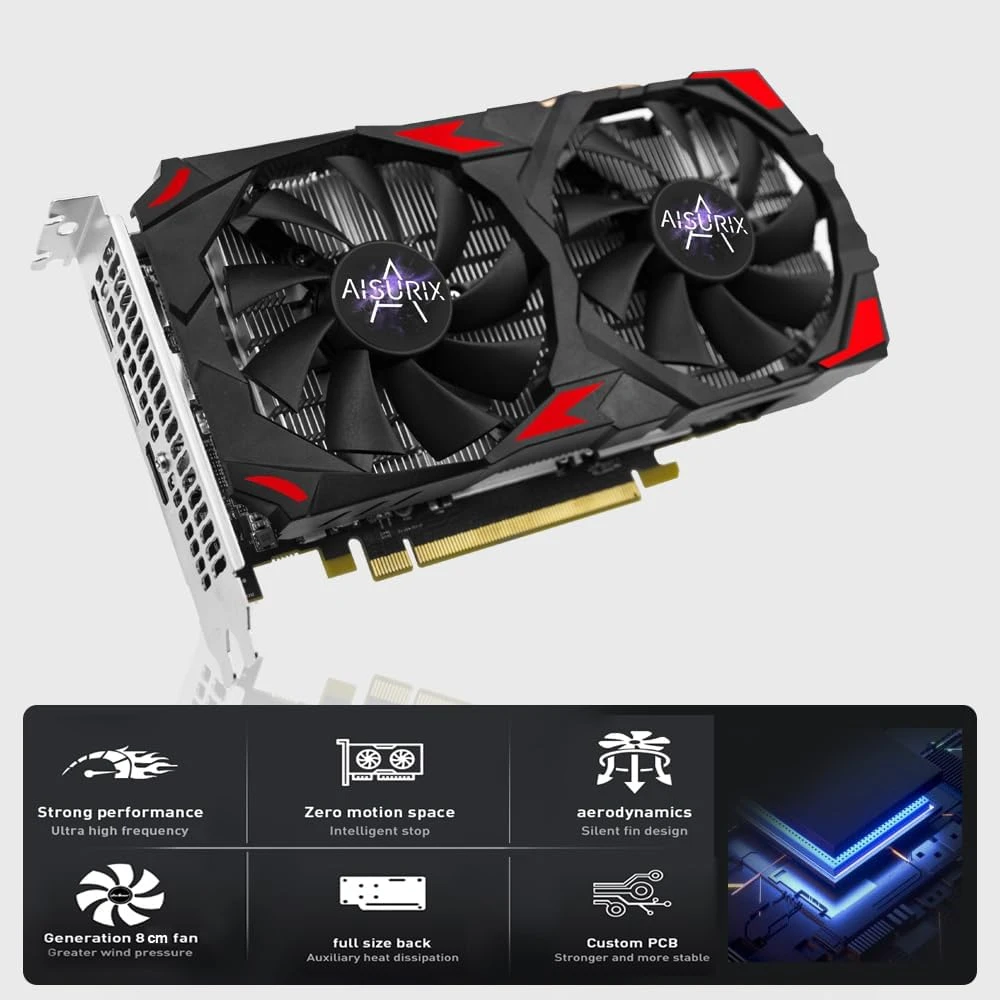 AISURIX
AISURIX
Strong performance
Ultra high frequency
Zero motion space
Intelligent stop
aerodynamics
Silent fin design
Generation 8cm fan
Greater wind pressure
full size back
Auxiliary heat dissipation
Custom PCB
Stronger and more stable